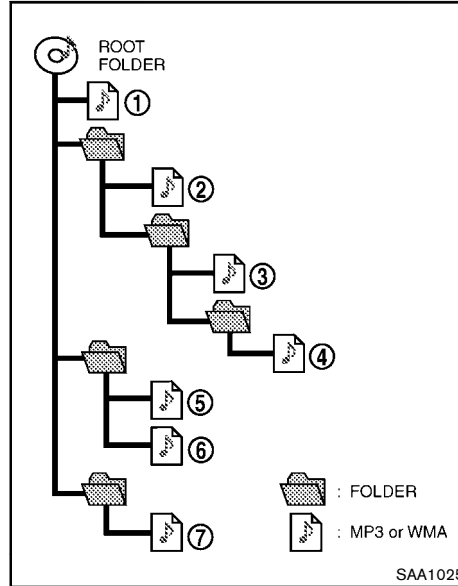 ROOT
FOLDER
①
②
③
④
⑤
⑥
⑦
: FOLDER
: MP3 or WMA
SAA1025